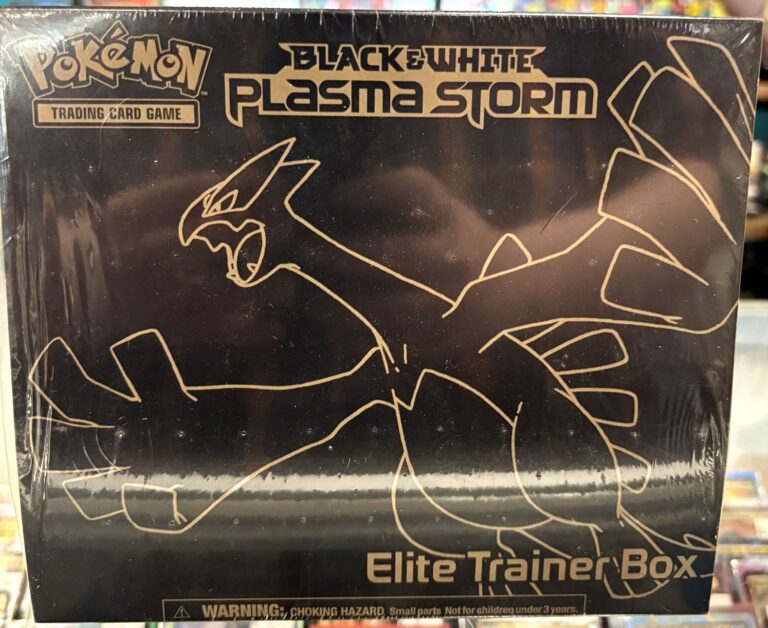 POKéMON
TRADING CARD GAME
BLACK & WHITE
PLASMA STORM
Elite Trainer Box
WARNING: CHOKING HAZARD. Small parts Not for children under 3 years.